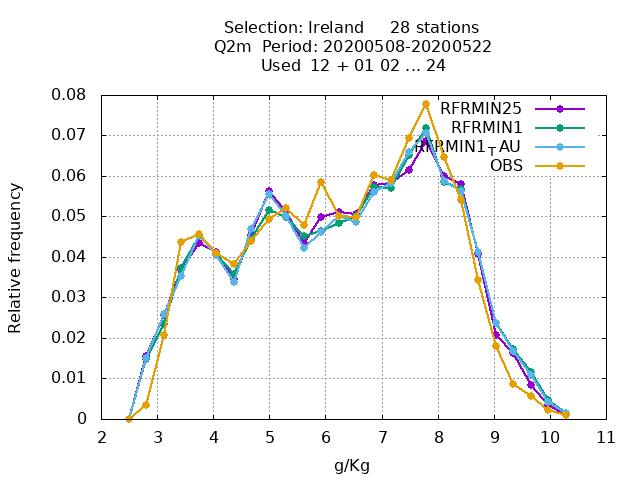 Selection: Ireland 28 stations
Q2m Period: 20200508-20200522
Used 12 + 01 02 ... 24
RFRMIN25
RFRMIN1
RFRMIN1+AU
OBS
Relative frequency
0.08
0.07
0.06
0.05
0.04
0.03
0.02
0.01
0
2 3 4 5 6 7 8 9 10 11
g/Kg